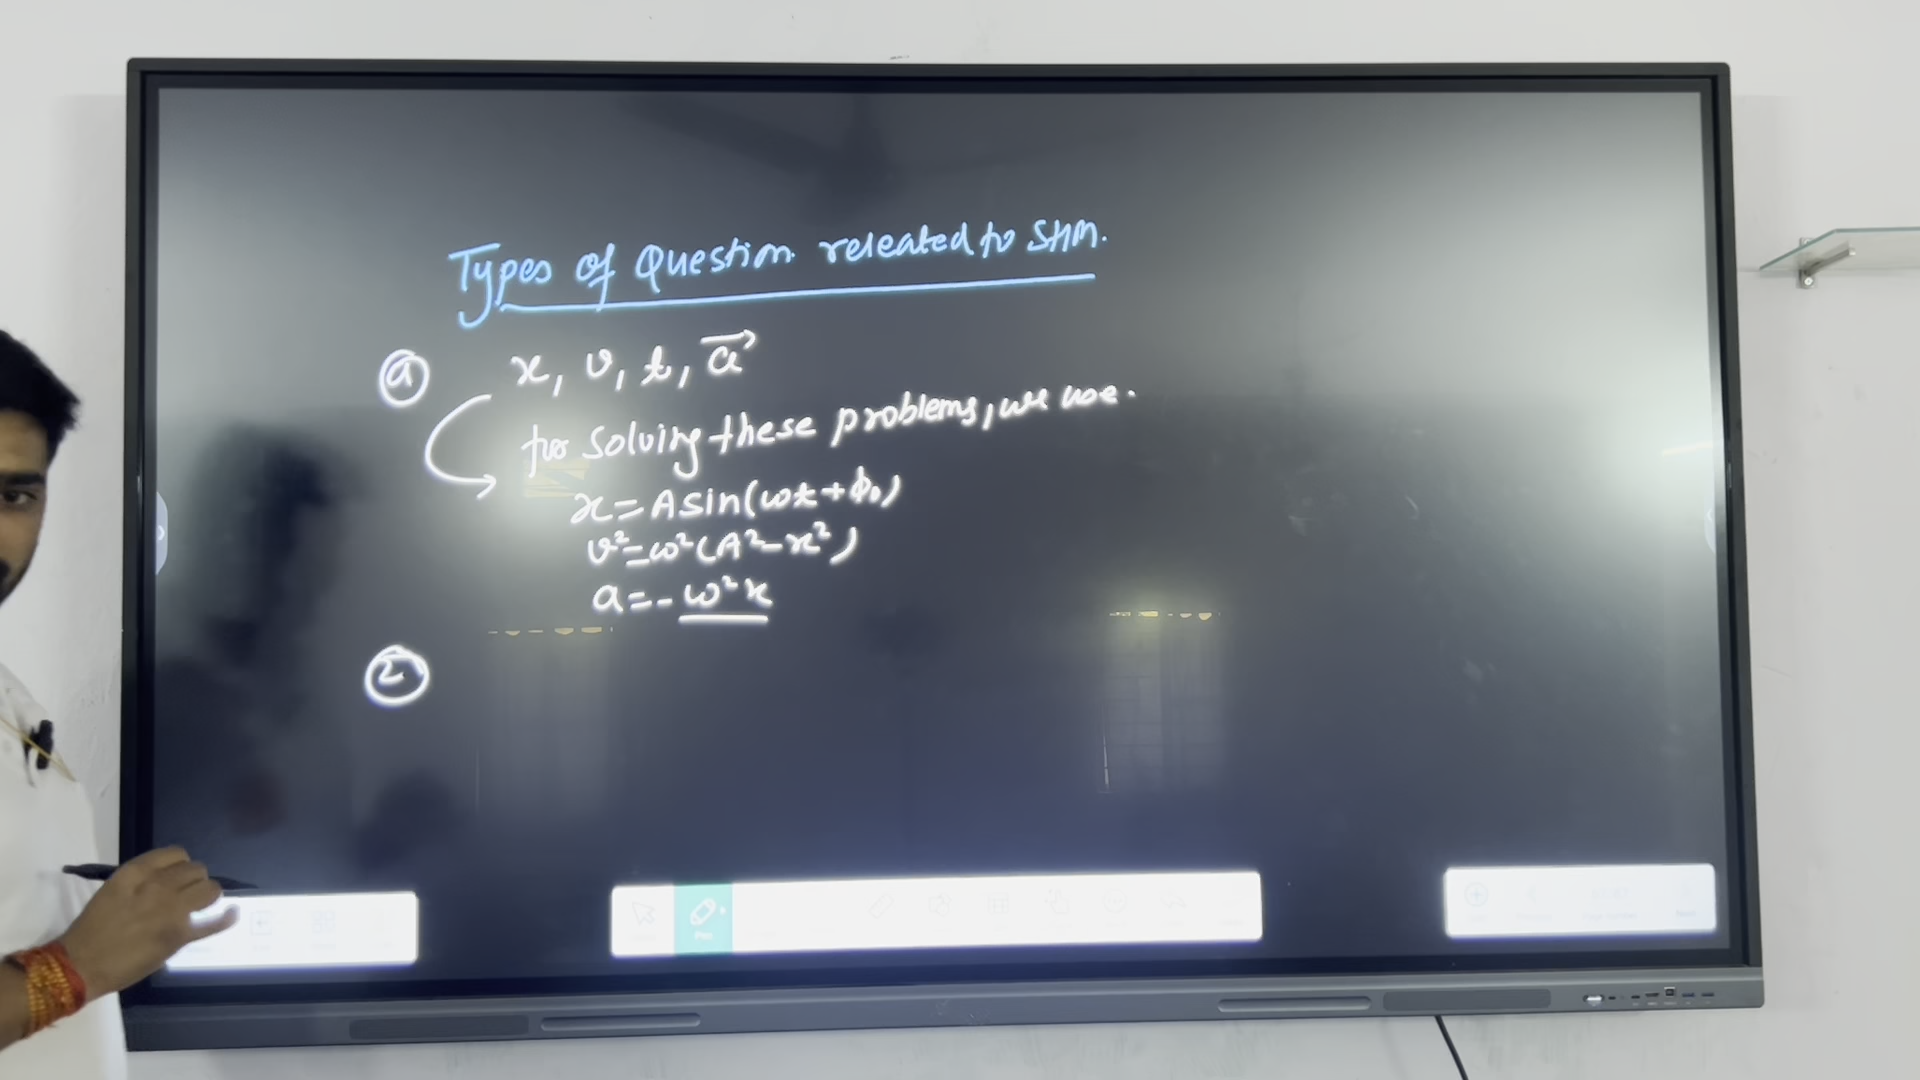 Types of Question releated to SHM.
a x, v, t, a⃗
for solving these problems, we use.
x = A sin(ωt + ϕ₀)
v² = ω²(A² – x²)
a = – ω²x
2